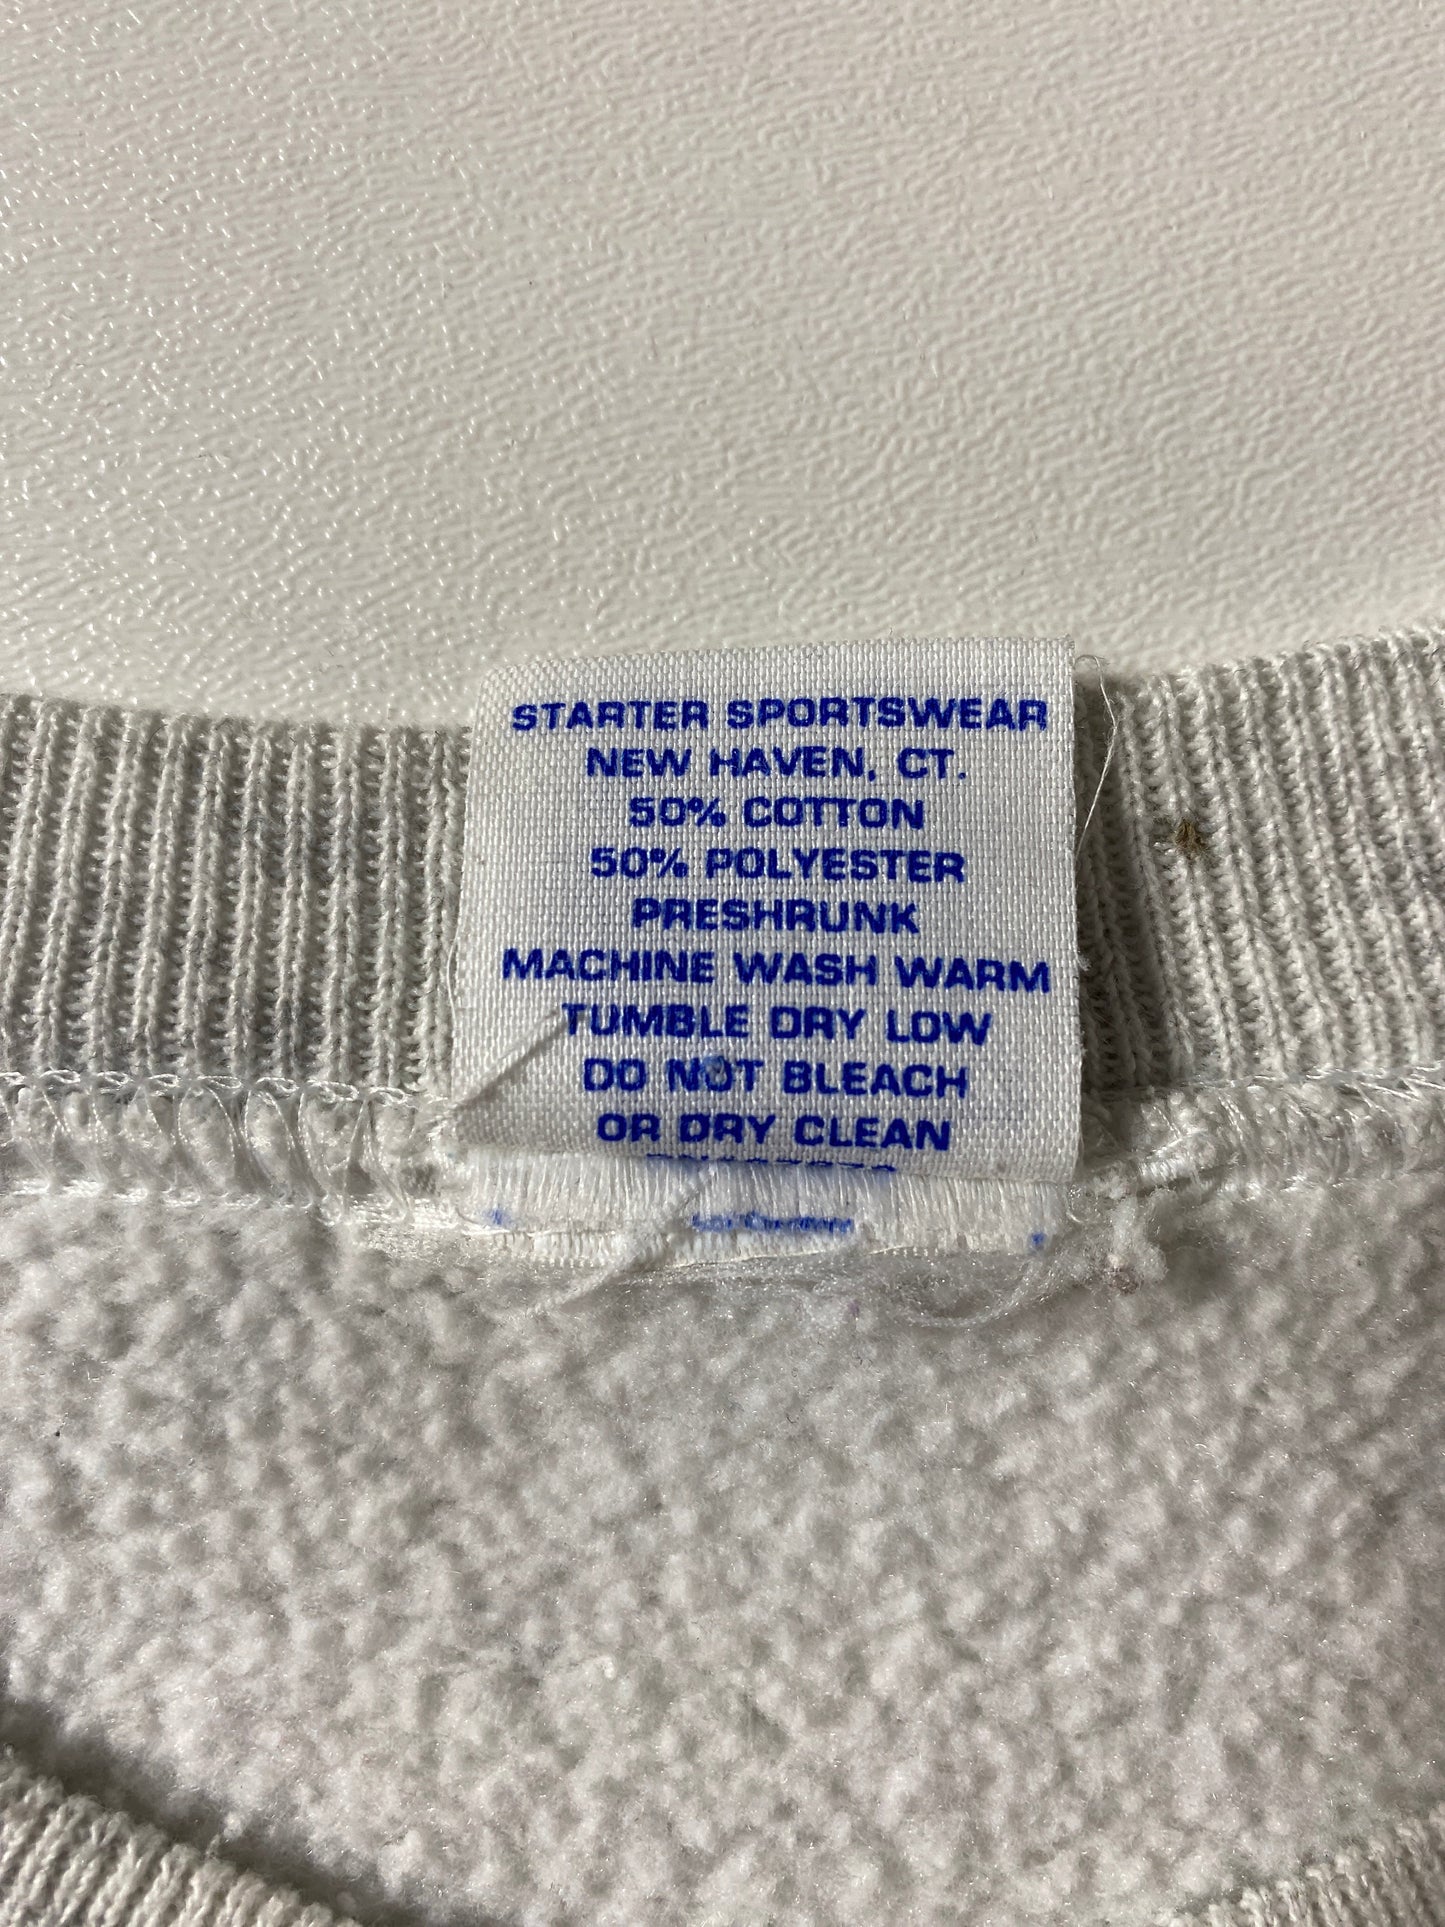 STARTER SPORTSWEAR
NEW HAVEN, CT.
50% COTTON
50% POLYESTER
PRESHRUNK
MACHINE WASH WARM
TUMBLE DRY LOW
DO NOT BLEACH
OR DRY CLEAN